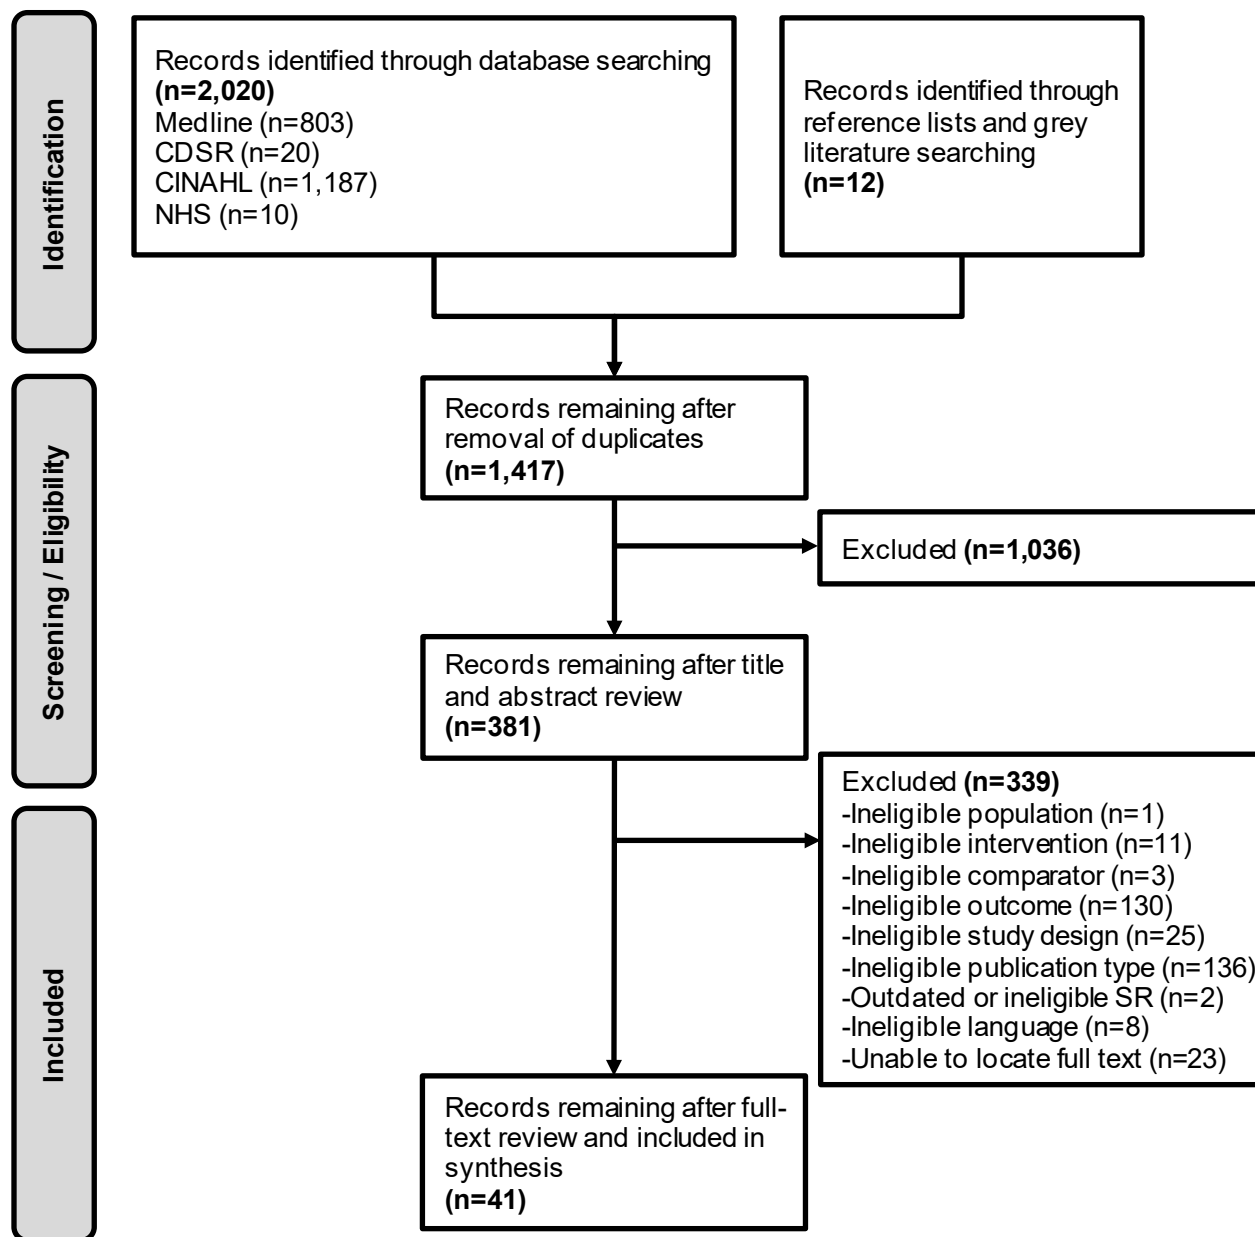 Identification
Records identified through database searching
(n=2,020)
Medline (n=803)
CDSR (n=20)
CINAHL (n=1,187)
NHS (n=10)
Records identified through
reference lists and grey
literature searching
(n=12)
Screening / Eligibility
Records remaining after
removal of duplicates
(n=1,417)
Excluded (n=1,036)
Records remaining after title
and abstract review
(n=381)
Excluded (n=339)
-Ineligible population (n=1)
-Ineligible intervention (n=11)
-Ineligible comparator (n=3)
-Ineligible outcome (n=130)
-Ineligible study design (n=25)
-Ineligible publication type (n=136)
-Outdated or ineligible SR (n=2)
-Ineligible language (n=8)
-Unable to locate full text (n=23)
Included
Records remaining after full-
text review and included in
synthesis
(n=41)